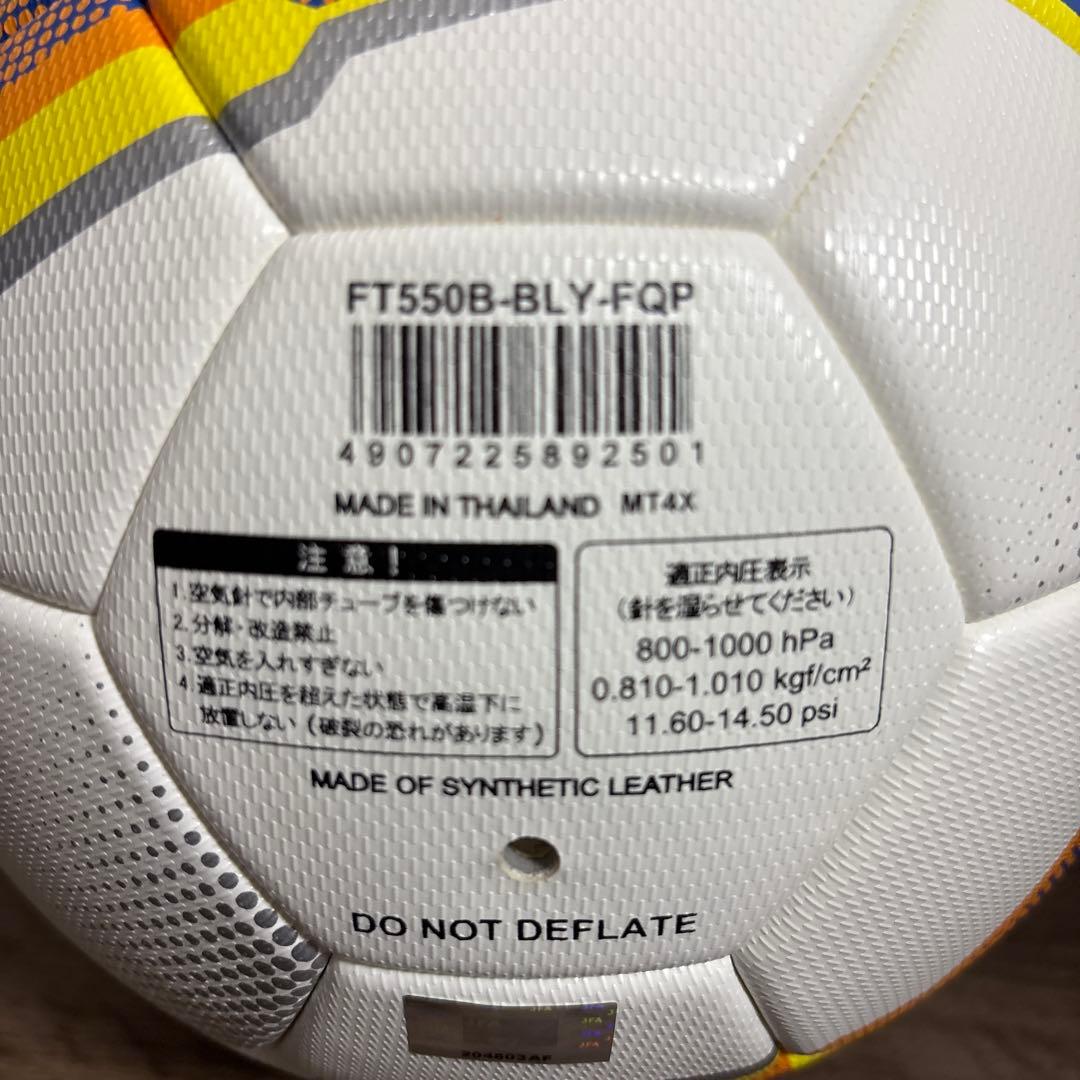 FT550B-BLY-FQP
4907225892501
MADE IN THAILAND MT4X
注意!
1.空気針で内部チューブを傷つけない
2.分解・改造禁止
3.空気を入れすぎない
4.適正内圧を超えた状態で高温下に
放置しない(破裂の恐れがあります)
適正内圧表示
(針を湿らせてください)
800-1000 hPa
0.810-1.010 kgf/cm²
11.60-14.50 psi
MADE OF SYNTHETIC LEATHER
DO NOT DEFLATE
JFA
JFA
JFA
JFA
204803AF